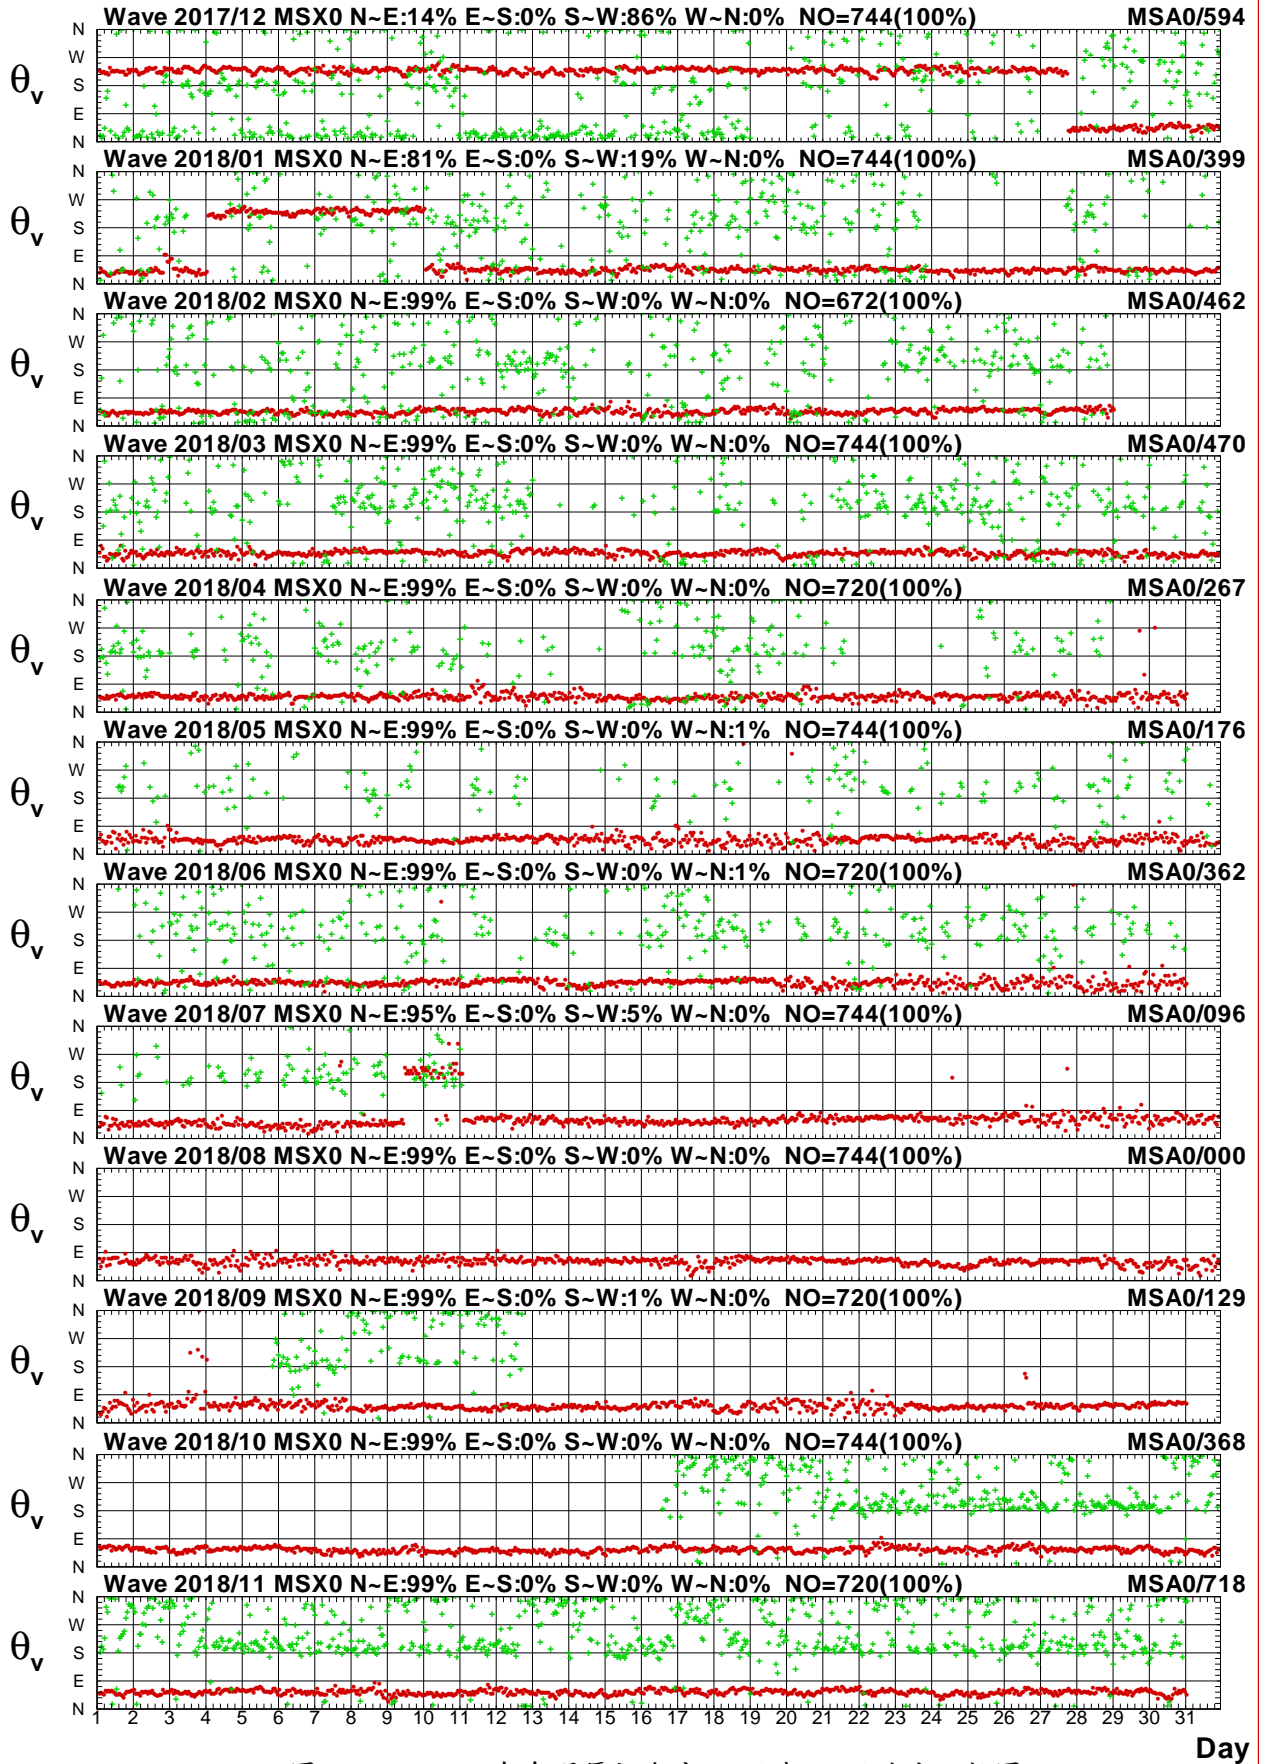 Wave 2017/12 MSX0 N~E:14% E~S:0% S~W:86% W~N:0% NO=744(100%) MSA0/594
N
W
θv
S
E
N
Wave 2018/01 MSX0 N~E:81% E~S:0% S~W:19% W~N:0% NO=744(100%) MSA0/399
N
W
θv
S
E
N
Wave 2018/02 MSX0 N~E:99% E~S:0% S~W:0% W~N:0% NO=672(100%) MSA0/462
N
W
θv
S
E
N
Wave 2018/03 MSX0 N~E:99% E~S:0% S~W:0% W~N:0% NO=744(100%) MSA0/470
N
W
θv
S
E
N
Wave 2018/04 MSX0 N~E:99% E~S:0% S~W:0% W~N:0% NO=720(100%) MSA0/267
N
W
θv
S
E
N
Wave 2018/05 MSX0 N~E:99% E~S:0% S~W:0% W~N:1% NO=744(100%) MSA0/176
N
W
θv
S
E
N
Wave 2018/06 MSX0 N~E:99% E~S:0% S~W:0% W~N:1% NO=720(100%) MSA0/362
N
W
θv
S
E
N
Wave 2018/07 MSX0 N~E:95% E~S:0% S~W:5% W~N:0% NO=744(100%) MSA0/096
N
W
θv
S
E
N
Wave 2018/08 MSX0 N~E:99% E~S:0% S~W:0% W~N:0% NO=744(100%) MSA0/000
N
W
θv
S
E
N
Wave 2018/09 MSX0 N~E:99% E~S:0% S~W:1% W~N:0% NO=720(100%) MSA0/129
N
W
θv
S
E
N
Wave 2018/10 MSX0 N~E:99% E~S:0% S~W:0% W~N:0% NO=744(100%) MSA0/368
N
W
θv
S
E
N
Wave 2018/11 MSX0 N~E:99% E~S:0% S~W:0% W~N:0% NO=720(100%) MSA0/718
N
W
θv
S
E
N
1 2 3 4 5 6 7 8 9 10 11 12 13 14 15 16 17 18 19 20 21 22 23 24 25 26 27 28 29 30 31
Day